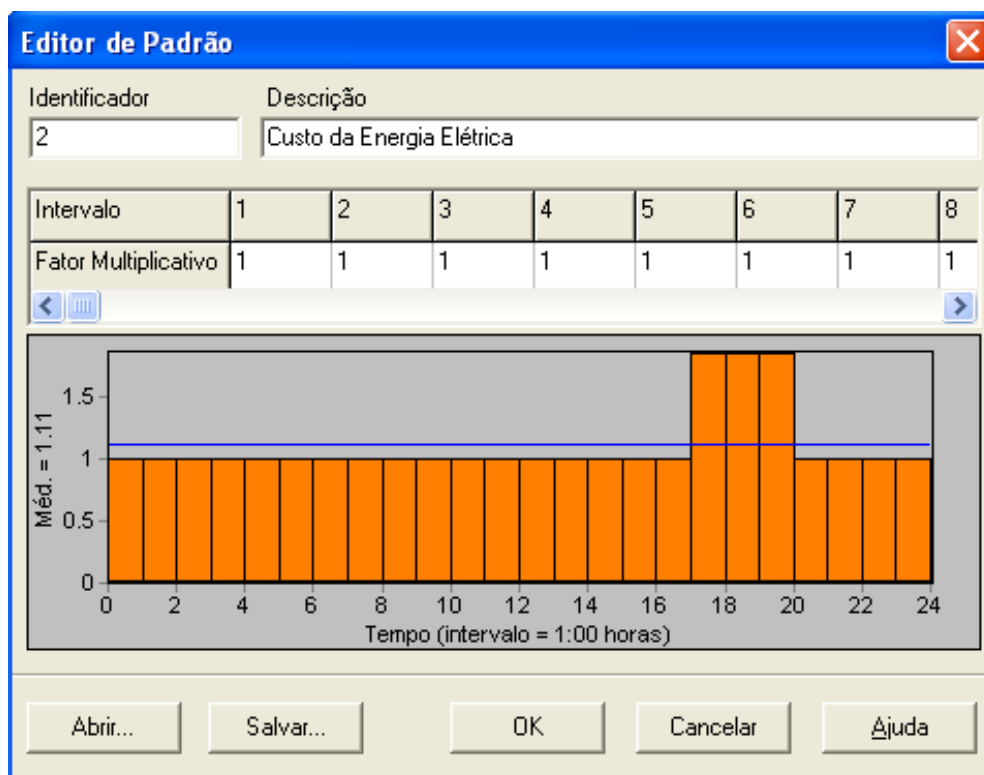 Editor de Padrão
Identificador Descrição
2 Custo da Energia Elétrica
Intervalo 1 2 3 4 5 6 7 8
Fator Multiplicativo 1 1 1 1 1 1 1 1
Méd. = 1.11
1.5
1
0.5
0
0 2 4 6 8 10 12 14 16 18 20 22 24
Tempo (intervalo = 1:00 horas)
Abrir... Salvar... OK Cancelar Ajuda